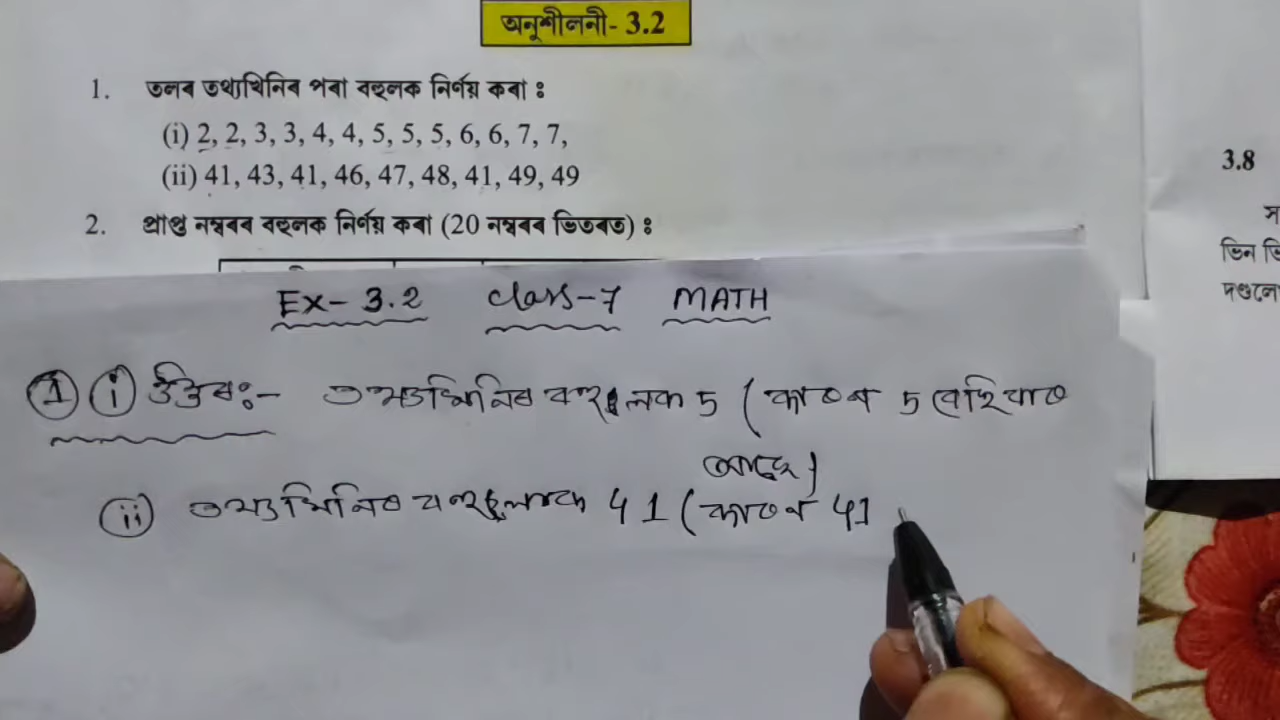 অনুশীলনী- 3.2
1. তলৰ তথ্যখিনিৰ পৰা বহুলক নিৰ্ণয় কৰা ঃ
(i) 2, 2, 3, 3, 4, 4, 5, 5, 5, 6, 6, 7, 7,
(ii) 41, 43, 41, 46, 47, 48, 41, 49, 49
2. প্ৰাপ্ত নম্বৰৰ বহুলক নিৰ্ণয় কৰা (20 নম্বৰৰ ভিতৰত) ঃ
3.8
ভিন
Ex- 3.2 Class-7 MATH
1 i উত্তৰঃ- তথ্যখিনিৰ বহুলক 5 (কাৰণ 5 বেছিবাৰ
আছে)
ii তথ্যখিনিৰ বহুলক 41 (কাৰণ 41